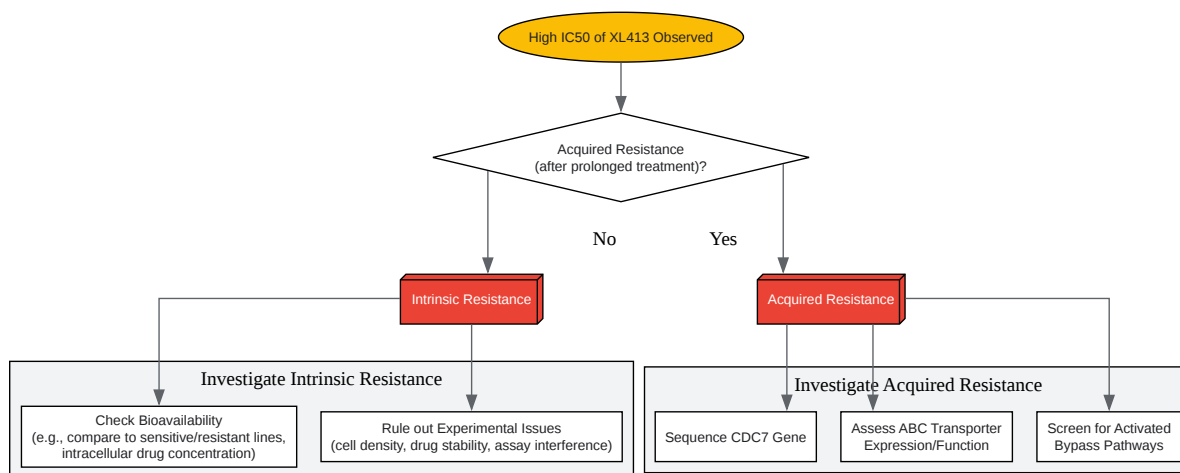 High IC50 of XL413 Observed
Acquired Resistance
(after prolonged treatment)?
No
Yes
Intrinsic Resistance
Acquired Resistance
Investigate Intrinsic Resistance
Check Bioavailability
(e.g., compare to sensitive/resistant lines,
intracellular drug concentration)
Rule out Experimental Issues
(cell density, drug stability, assay interference)
Investigate Acquired Resistance
Sequence CDC7 Gene
Assess ABC Transporter
Expression/Function
Screen for Activated
Bypass Pathways